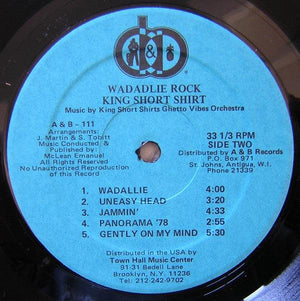 A & B
WADADLIE ROCK
KING SHORT SHIRT
Music by King Short Shirts Ghetto Vibes Orchestra
A & B - 111
Arrangements:
J. Martin & S. Tobitt
Music Conducted &
Published by:
McLean Emanuel
All Rights Reserved
No Unauthorized Reproduction
of this Record
33 1/3 RPM
SIDE TWO
Distributed by A & B Records
P.O. Box 971
St. Johns, Antigua, W.I.
Phone 21339
1. WADALLIE 4:00
2. UNEASY HEAD 4:20
3. JAMMIN' 4:33
4. PANORAMA '78 2:55
5. GENTLY ON MY MIND 5:30
Distributed in the USA by
Town Hall Music Center
91-31 Bedell Lane
Brooklyn, N.Y. 11236
Tel: 212-242-9702